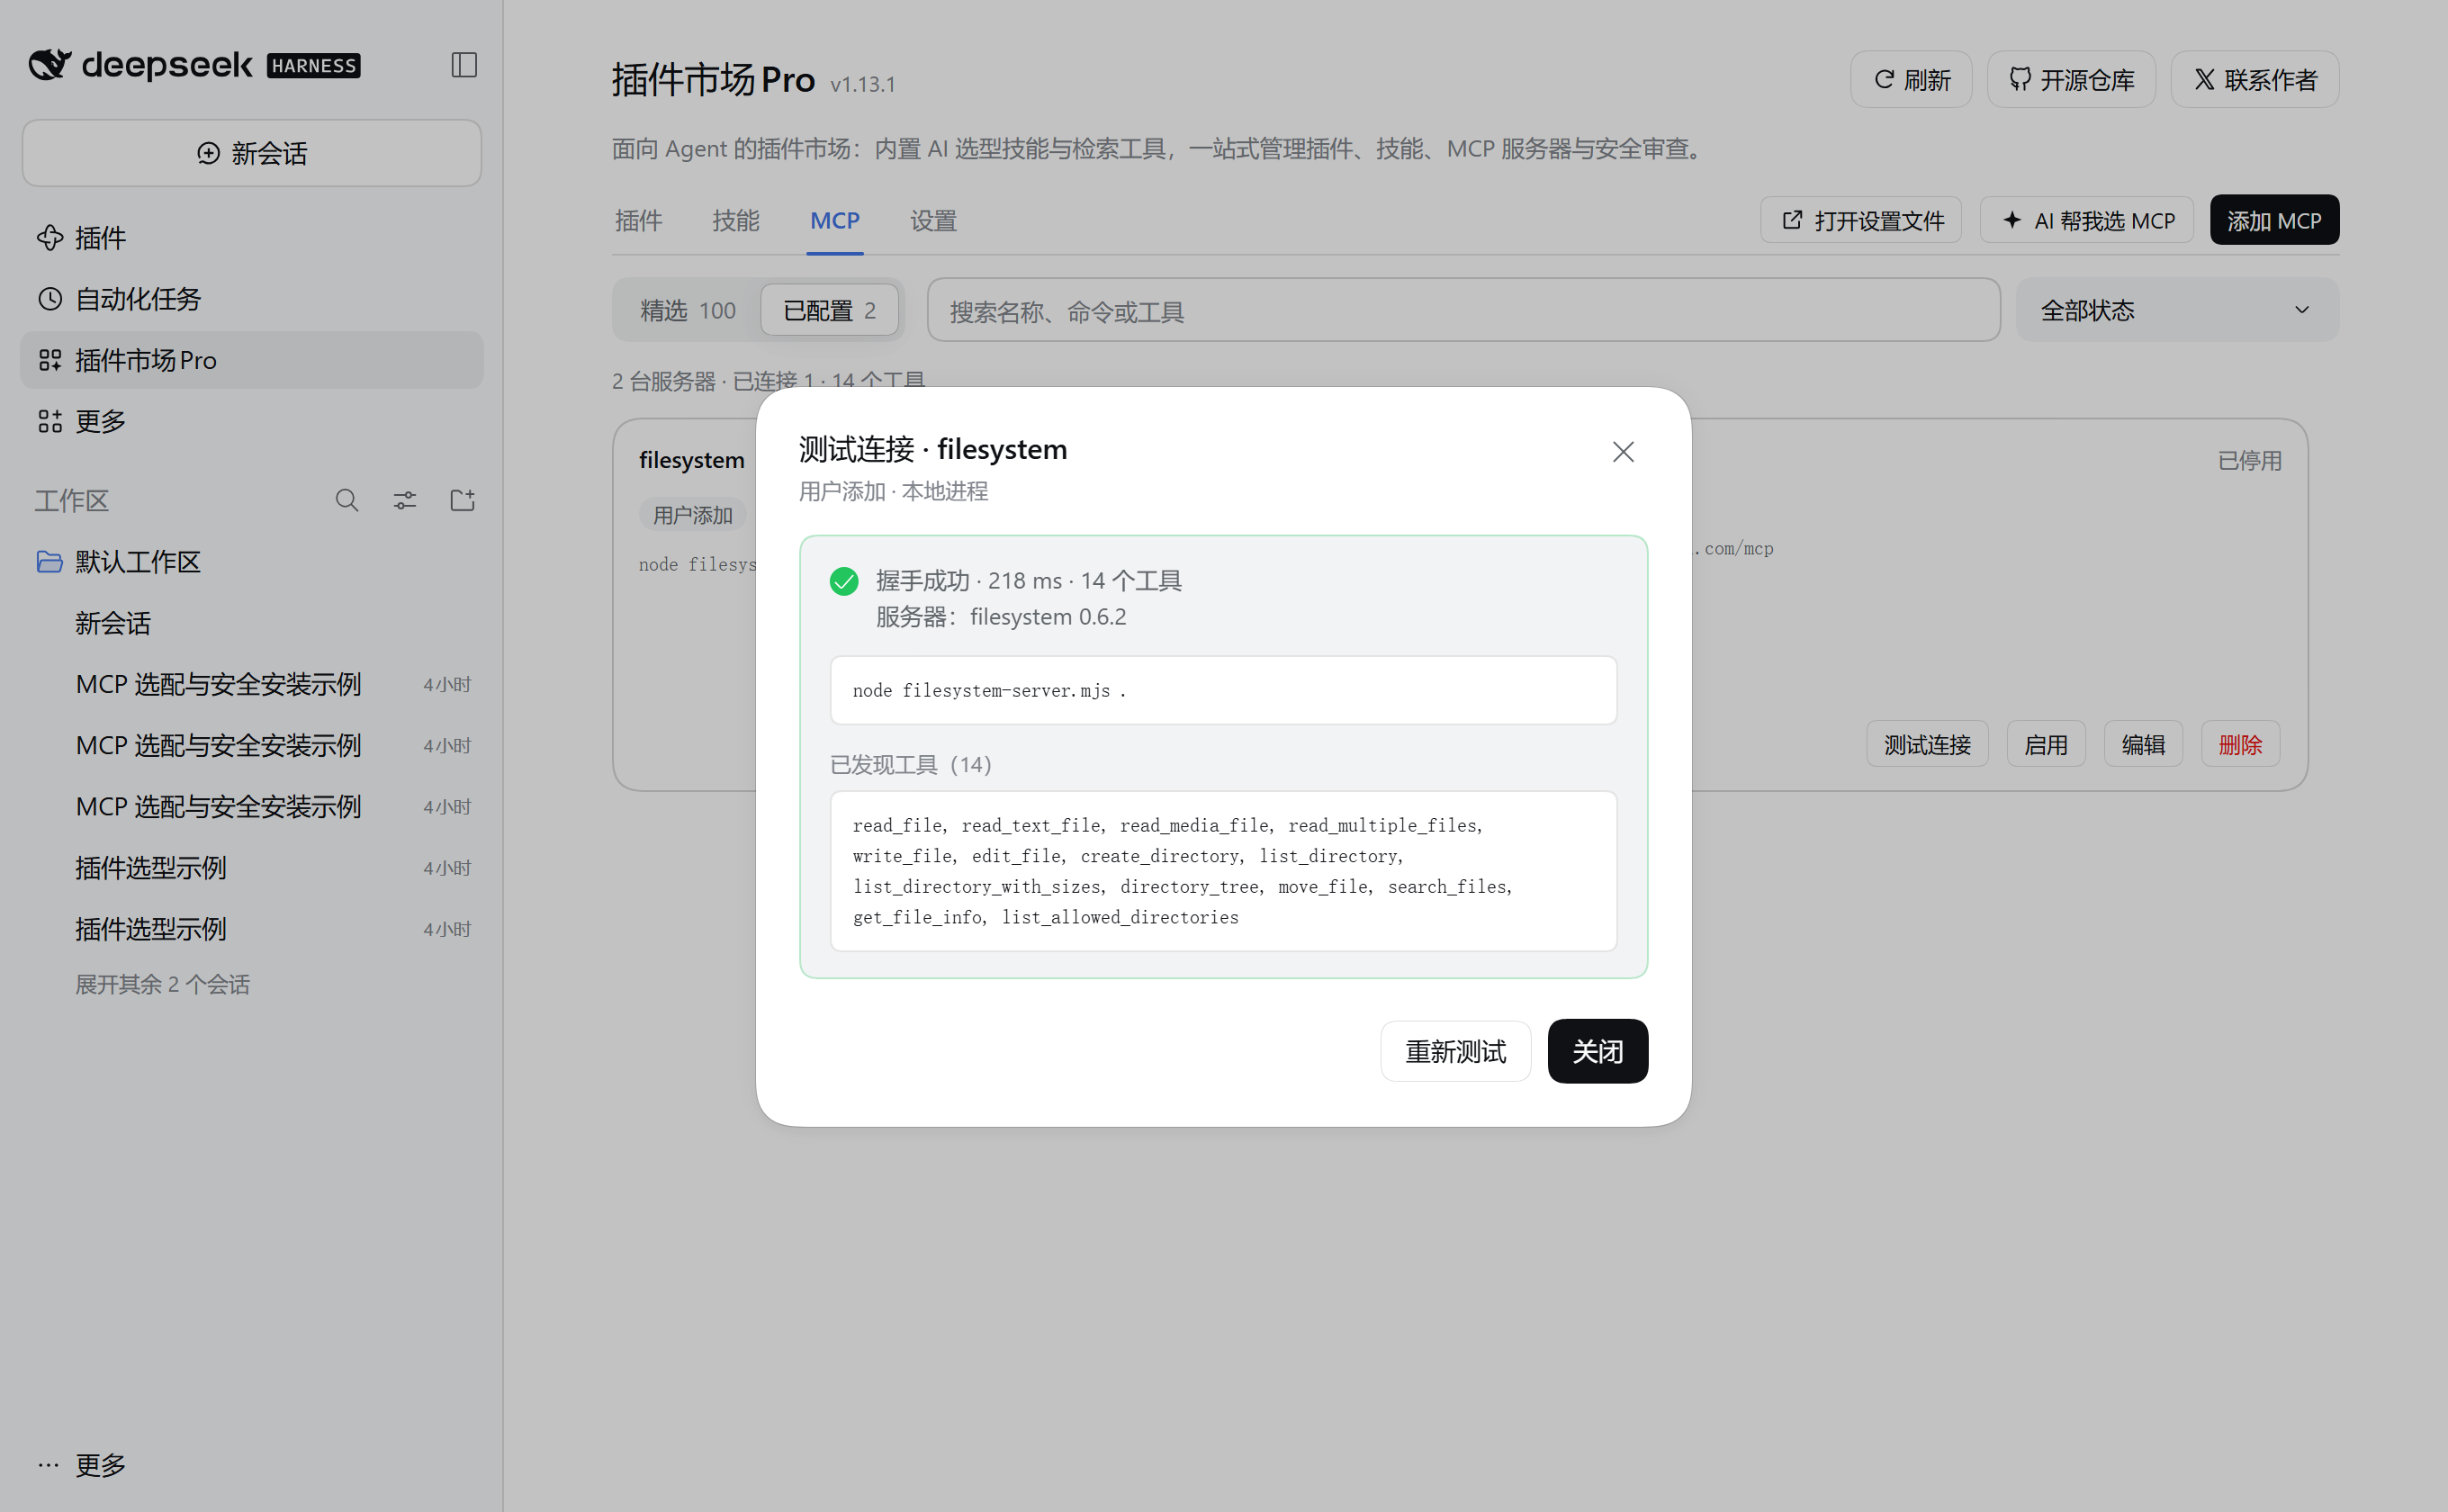 deepseek HARNESS
新会话
插件
自动化任务
插件市场Pro
更多
工作区
默认工作区
新会话
MCP 选配与安全安装示例 4小时
MCP 选配与安全安装示例 4小时
MCP 选配与安全安装示例 4小时
插件选型示例 4小时
插件选型示例 4小时
展开其余 2 个会话
··· 更多
插件市场Pro v1.13.1
刷新
开源仓库
联系作者
面向 Agent 的插件市场：内置 AI 选型技能与检索工具，一站式管理插件、技能、MCP 服务器与安全审查。
插件 技能 MCP 设置
打开设置文件
AI 帮我选 MCP
添加 MCP
精选 100 已配置 2
搜索名称、命令或工具
全部状态
2 台服务器 · 已连接 1 · 14 个工具
filesystem
用户添加
node filesys
已停用
.com/mcp
测试连接 启用 编辑 删除
测试连接 · filesystem
用户添加 · 本地进程
握手成功 · 218 ms · 14 个工具
服务器：filesystem 0.6.2
node filesystem-server.mjs .
已发现工具（14）
read_file, read_text_file, read_media_file, read_multiple_files,
write_file, edit_file, create_directory, list_directory,
list_directory_with_sizes, directory_tree, move_file, search_files,
get_file_info, list_allowed_directories
重新测试 关闭